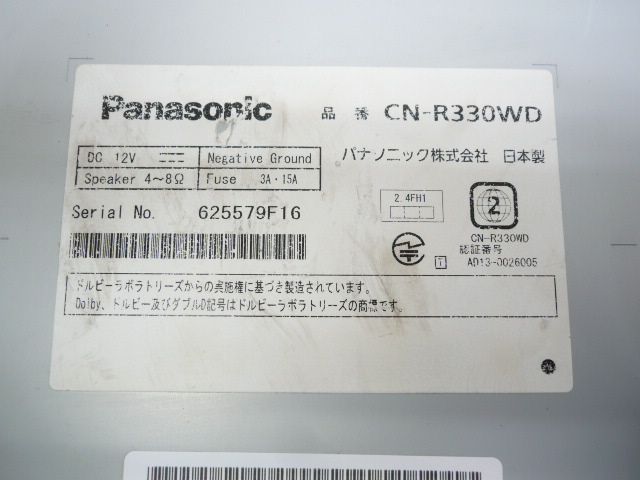 Panasonic 品 番 CN-R330WD
DC 12V Negative Ground
Speaker 4～8Ω Fuse 3A・15A
パナソニック株式会社 日本製
Serial No. 625579F16
2.4FH1
2
CN-R330WD
認証番号
T AD13-0026005
ドルビーラボラトリーズからの実施権に基づき製造されています。
Dolby、ドルビー及びダブルD記号はドルビーラボラトリーズの商標です。